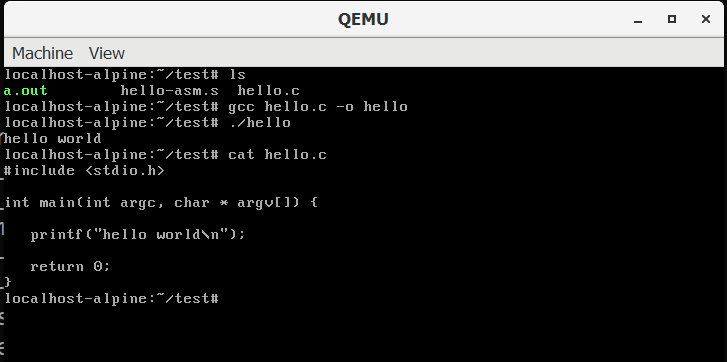 QEMU
Machine View
localhost-alpine:~/test# ls
a.out         hello-asm.s  hello.c
localhost-alpine:~/test# gcc hello.c -o hello
localhost-alpine:~/test# ./hello
hello world
localhost-alpine:~/test# cat hello.c
#include <stdio.h>
int main(int argc, char * argv[]) {
   printf("hello world\n");
   return 0;
}
localhost-alpine:~/test#